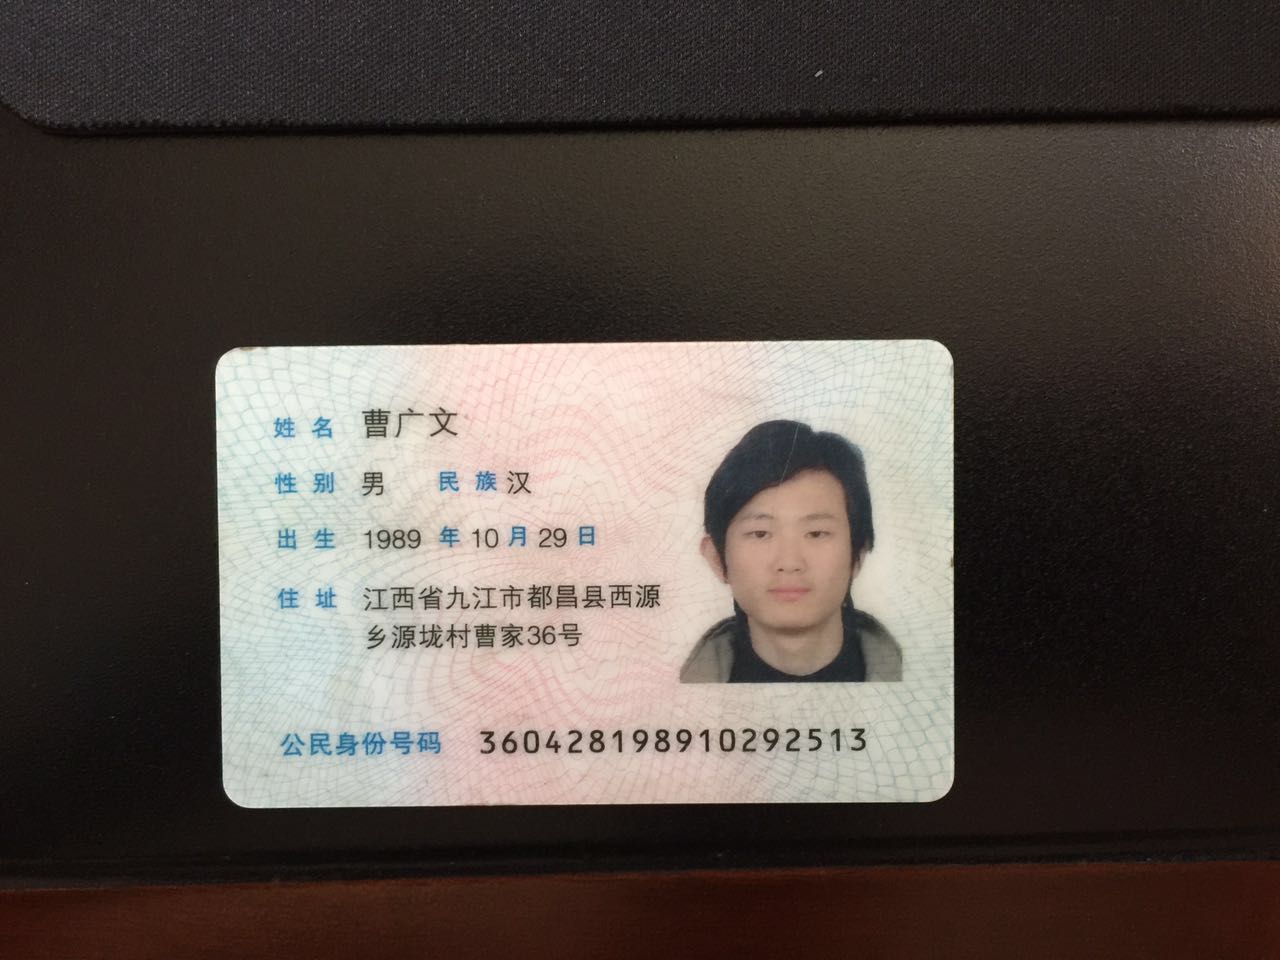 姓名 曹广文
性别 男 民族 汉
出生 1989 年 10 月 29 日
住址 江西省九江市都昌县西源
乡源垅村曹家36号
公民身份号码 360428198910292513